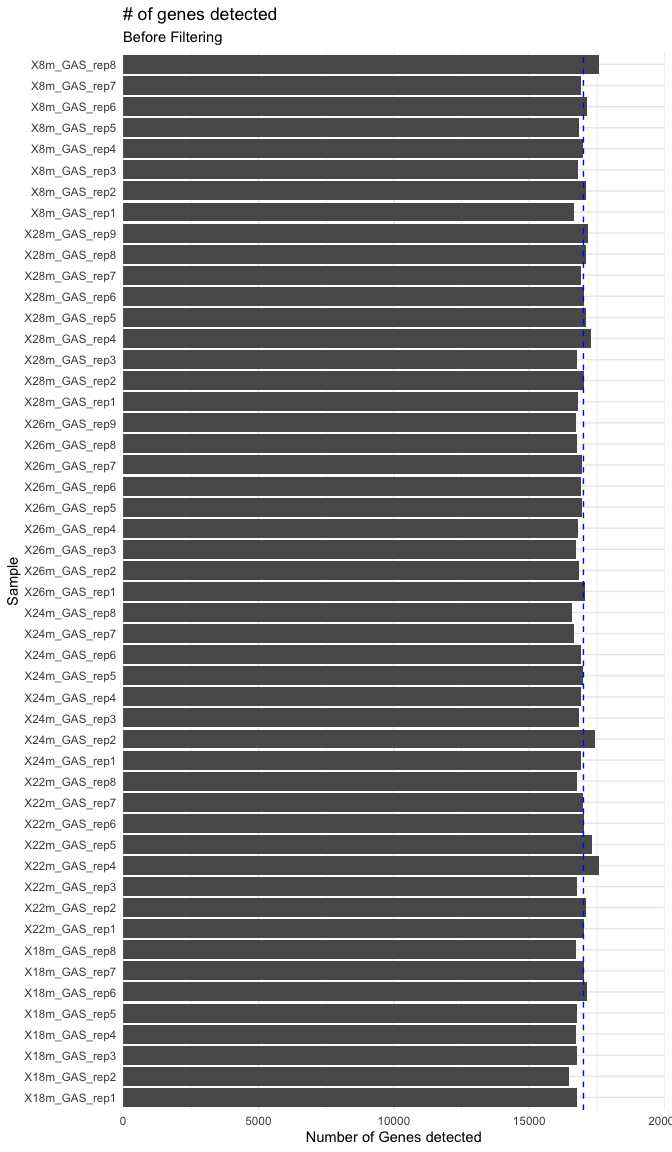 # of genes detected
Before Filtering
X8m_GAS_rep8
X8m_GAS_rep7
X8m_GAS_rep6
X8m_GAS_rep5
X8m_GAS_rep4
X8m_GAS_rep3
X8m_GAS_rep2
X8m_GAS_rep1
X28m_GAS_rep9
X28m_GAS_rep8
X28m_GAS_rep7
X28m_GAS_rep6
X28m_GAS_rep5
X28m_GAS_rep4
X28m_GAS_rep3
X28m_GAS_rep2
X28m_GAS_rep1
X26m_GAS_rep9
X26m_GAS_rep8
X26m_GAS_rep7
X26m_GAS_rep6
X26m_GAS_rep5
X26m_GAS_rep4
X26m_GAS_rep3
X26m_GAS_rep2
X26m_GAS_rep1
X24m_GAS_rep8
X24m_GAS_rep7
X24m_GAS_rep6
X24m_GAS_rep5
X24m_GAS_rep4
X24m_GAS_rep3
X24m_GAS_rep2
X24m_GAS_rep1
X22m_GAS_rep8
X22m_GAS_rep7
X22m_GAS_rep6
X22m_GAS_rep5
X22m_GAS_rep4
X22m_GAS_rep3
X22m_GAS_rep2
X22m_GAS_rep1
X18m_GAS_rep8
X18m_GAS_rep7
X18m_GAS_rep6
X18m_GAS_rep5
X18m_GAS_rep4
X18m_GAS_rep3
X18m_GAS_rep2
X18m_GAS_rep1
Sample
0 5000 10000 15000 2000
Number of Genes detected